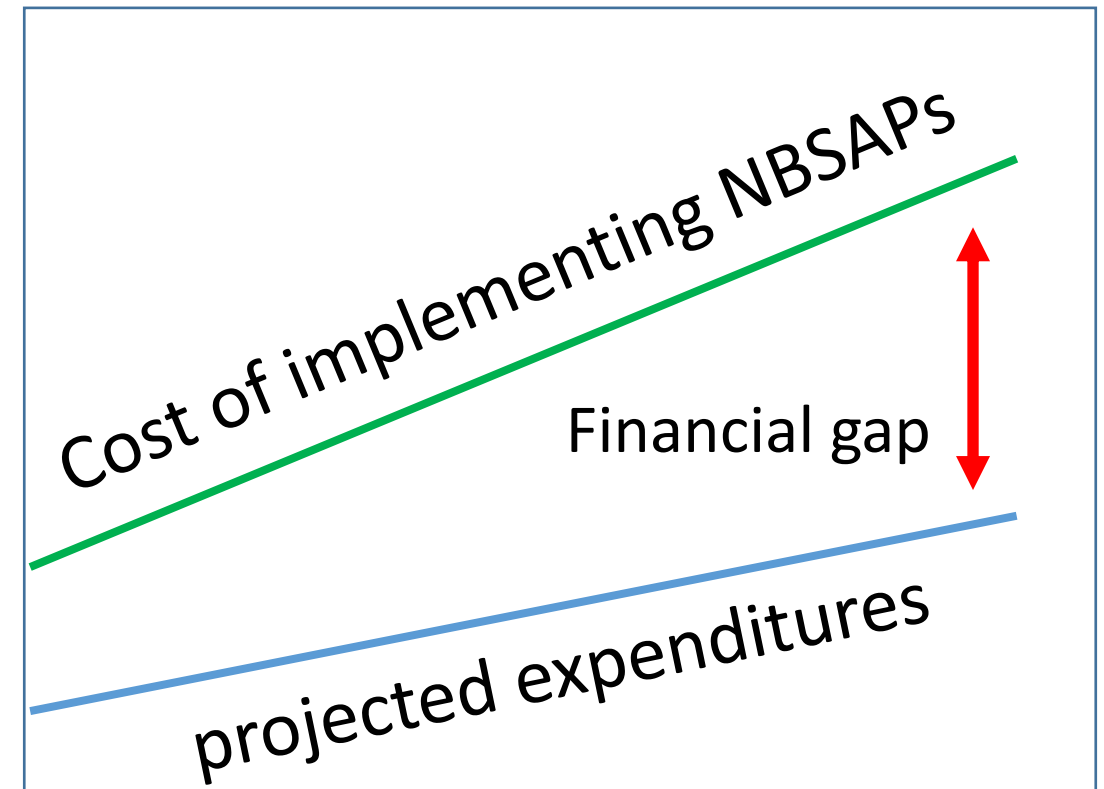 Cost of implementing NBSAPs
Financial gap
projected expenditures